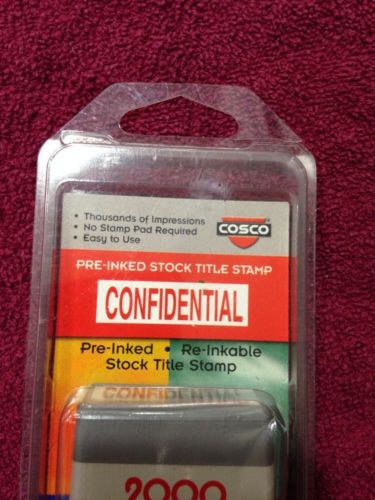 • Thousands of Impressions
• No Stamp Pad Required
• Easy to Use
COSCO®
PRE-INKED STOCK TITLE STAMP
CONFIDENTIAL
Pre-Inked • Re-Inkable
Stock Title Stamp
CONFIDENTIAL
2000